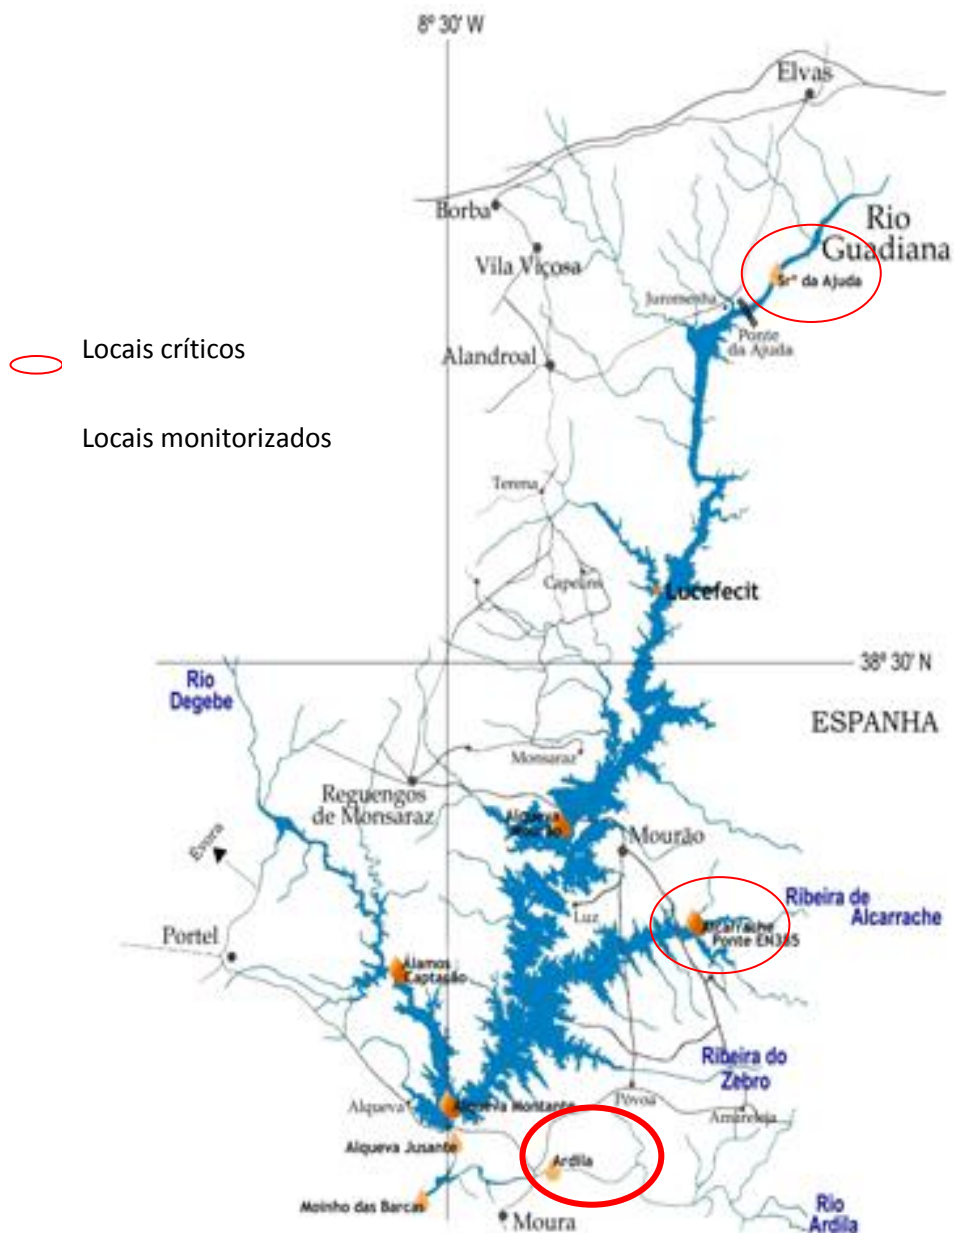 8º 30' W
Elvas
Borba
Rio
Guadiana
Vila Viçosa
Srª da Ajuda
Juromenha
Ponte
da Ajuda
Locais críticos
Alandroal
Locais monitorizados
Terena
Capelins
Lucefecit
38º 30' N
Rio
Degebe
ESPANHA
Monsaraz
Reguengos
de Monsaraz
Alqueva
Mourão
Mourão
Évora
Ribeira de
Alcarrache
Luz
Alcarrache
Ponte EN385
Portel
Álamos
Captação
Ribeira do
Zebro
Póvoa
Alqueva
Alqueva Montante
Amareleja
Alqueva Jusante
Ardila
Moinho das Barcas
Moura
Rio
Ardila